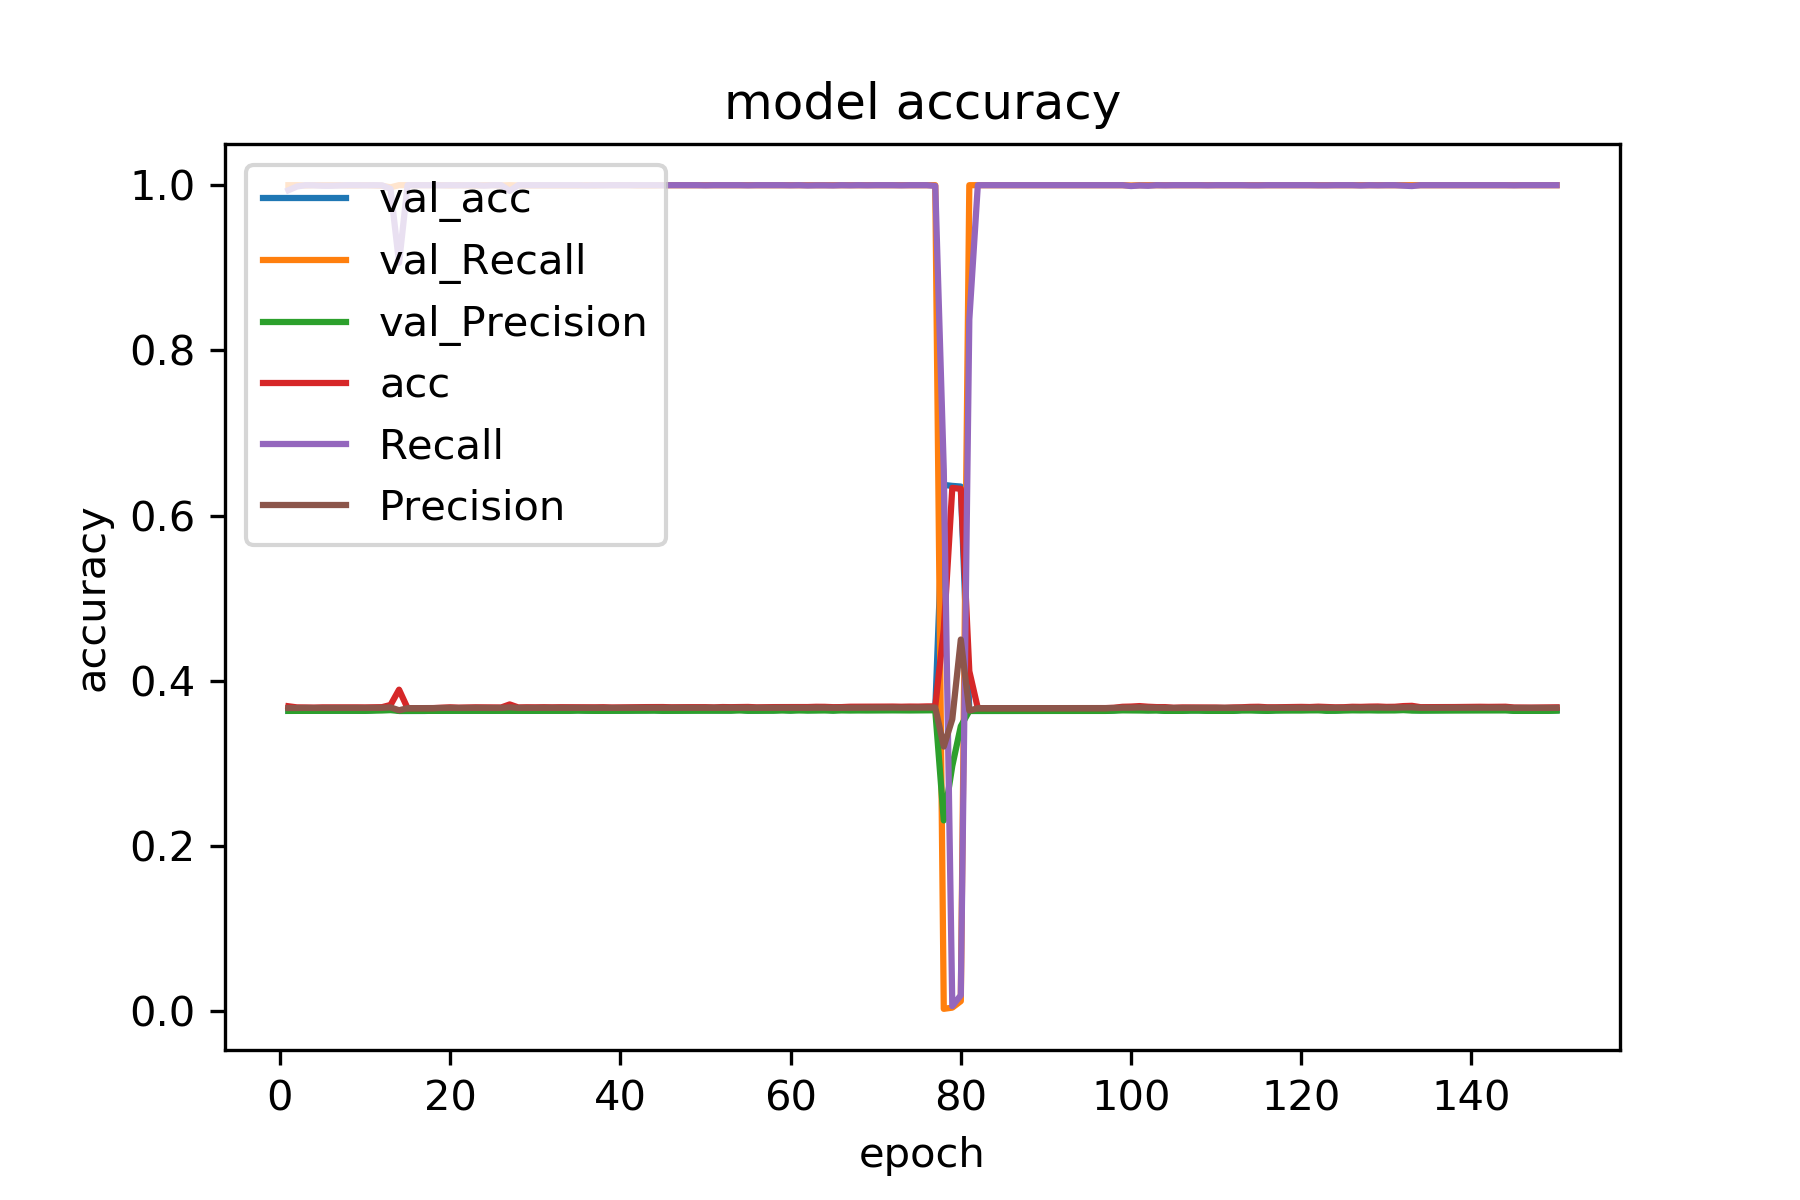 model accuracy
accuracy
1.0
0.8
0.6
0.4
0.2
0.0
val_acc
val_Recall
val_Precision
acc
Recall
Precision
0 20 40 60 80 100 120 140
epoch